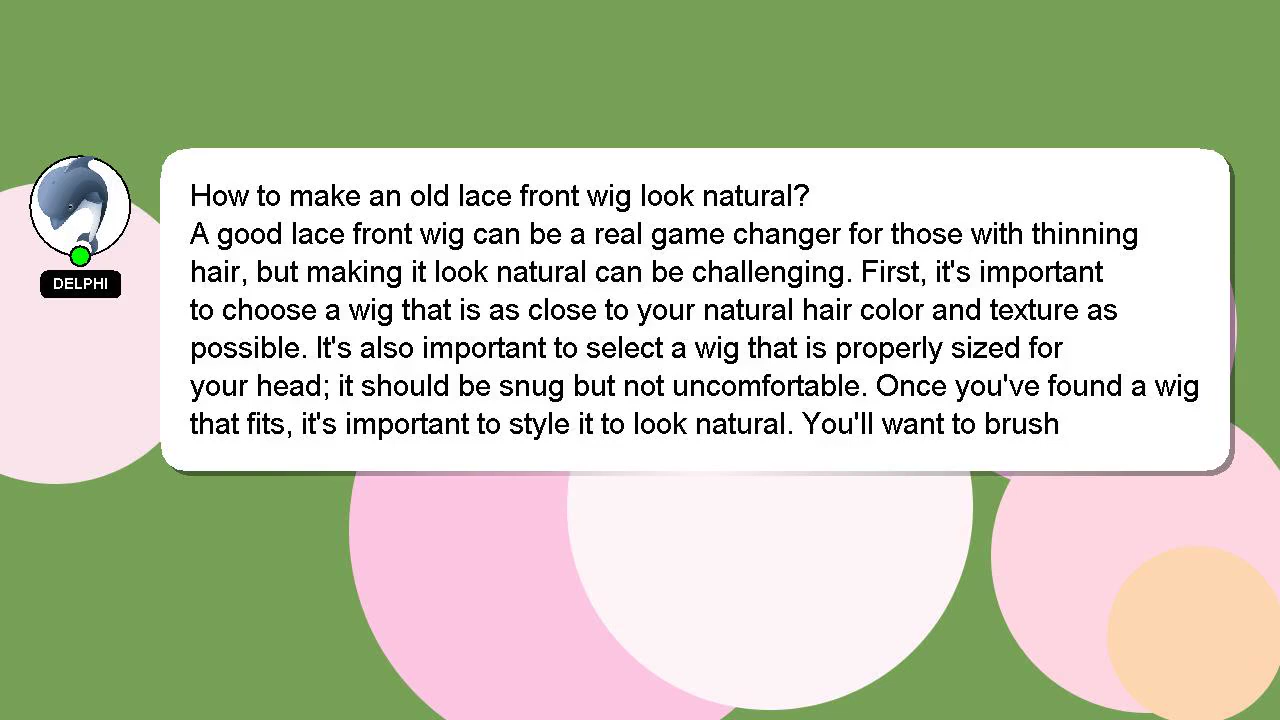 How to make an old lace front wig look natural?
A good lace front wig can be a real game changer for those with thinning
hair, but making it look natural can be challenging. First, it's important
to choose a wig that is as close to your natural hair color and texture as
possible. It's also important to select a wig that is properly sized for
your head; it should be snug but not uncomfortable. Once you've found a wig
that fits, it's important to style it to look natural. You'll want to brush
DELPHI